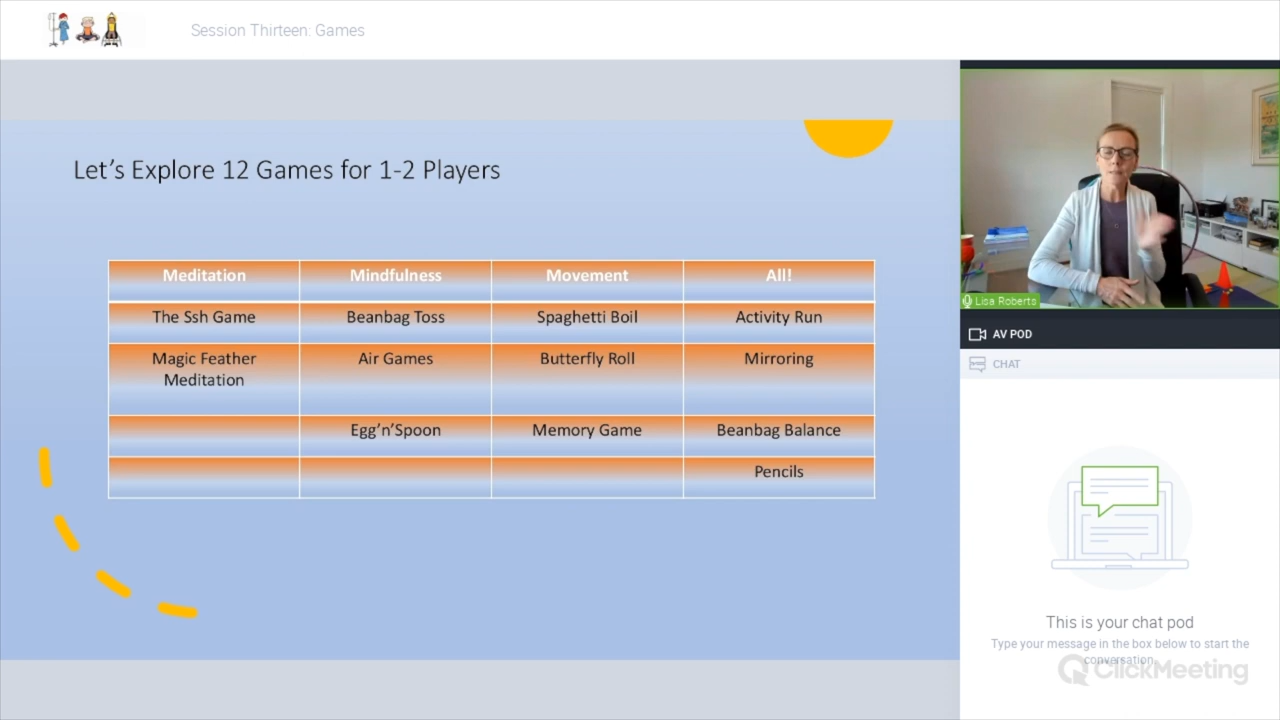 Session Thirteen: Games
Let's Explore 12 Games for 1-2 Players
Meditation Mindfulness Movement All!
The Ssh Game Beanbag Toss Spaghetti Boil Activity Run
Magic Feather Air Games Butterfly Roll Mirroring
Meditation
Egg'n'Spoon Memory Game Beanbag Balance
Pencils
Lisa Roberts
AV POD
CHAT
This is your chat pod
Type your message in the box below to start the
conversation.
ClickMeeting